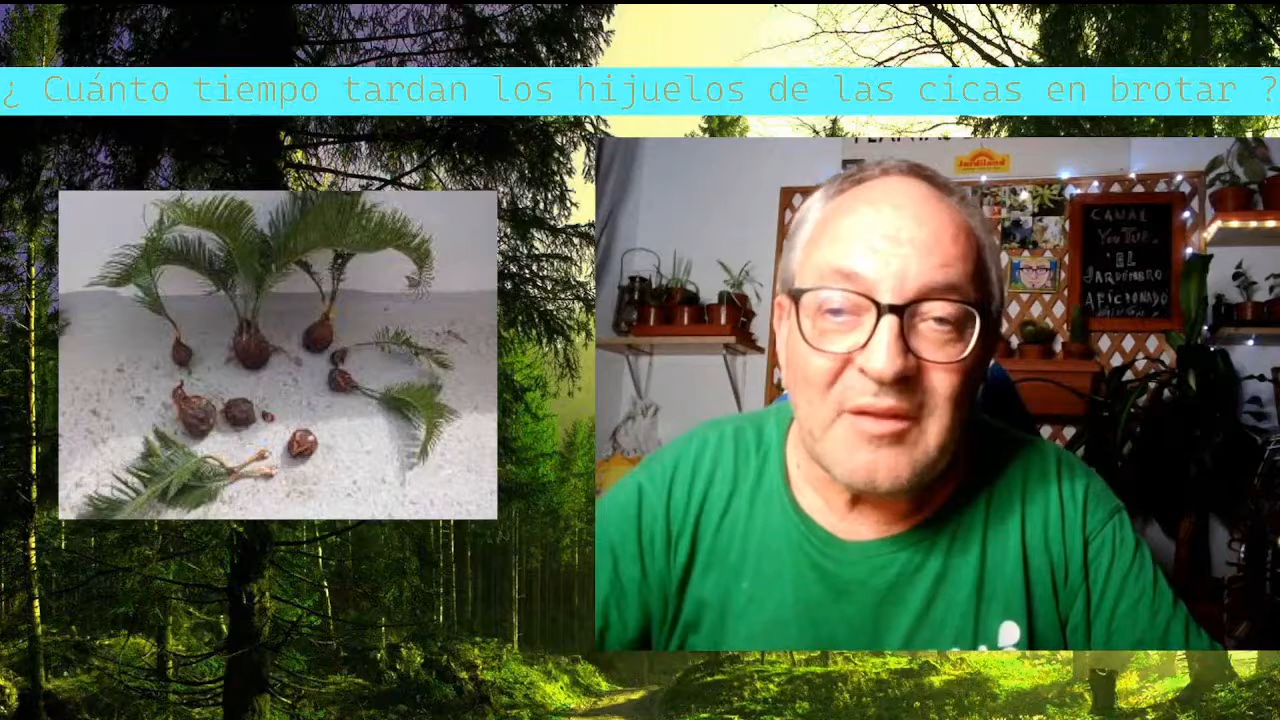 ¿ Cuánto tiempo tardan los hijuelos de las cicas en brotar ?
Jardiland
CANAL
YouTube
EL
JARDINERO
AFICIONADO